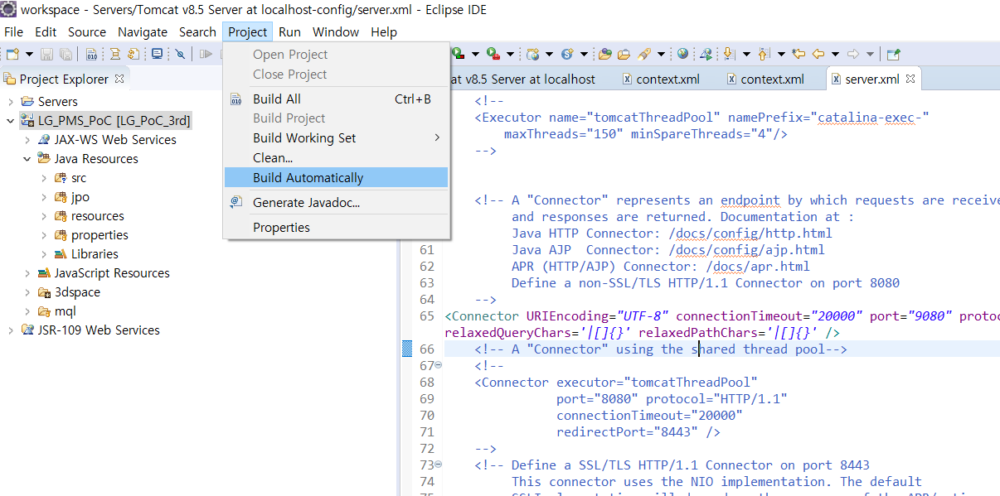 workspace - Servers/Tomcat v8.5 Server at localhost-config/server.xml - Eclipse IDE
File Edit Source Navigate Search Project Run Window Help
Open Project
Close Project
Build All Ctrl+B
Build Project
Build Working Set
Clean...
Build Automatically
Generate Javadoc...
Properties
Project Explorer
Servers
LG_PMS_PoC [LG_PoC_3rd]
JAX-WS Web Services
Java Resources
src
jpo
resources
properties
Libraries
JavaScript Resources
3dspace
mql
JSR-109 Web Services
at v8.5 Server at localhost context.xml context.xml server.xml
<!--
<Executor name="tomcatThreadPool" namePrefix="catalina-exec-"
maxThreads="150" minSpareThreads="4"/>
-->
<!-- A "Connector" represents an endpoint by which requests are receive
and responses are returned. Documentation at :
Java HTTP Connector: /docs/config/http.html
61 Java AJP  Connector: /docs/config/ajp.html
62 APR (HTTP/AJP) Connector: /docs/apr.html
63 Define a non-SSL/TLS HTTP/1.1 Connector on port 8080
64 -->
65 <Connector URIEncoding="UTF-8" connectionTimeout="20000" port="9080" protoc
relaxedQueryChars='|[]{}' relaxedPathChars='|[]{}' />
66 <!-- A "Connector" using the shared thread pool-->
67 <!--
68 <Connector executor="tomcatThreadPool"
69 port="8080" protocol="HTTP/1.1"
70 connectionTimeout="20000"
71 redirectPort="8443" />
72 -->
73 <!-- Define a SSL/TLS HTTP/1.1 Connector on port 8443
74 This connector uses the NIO implementation. The default